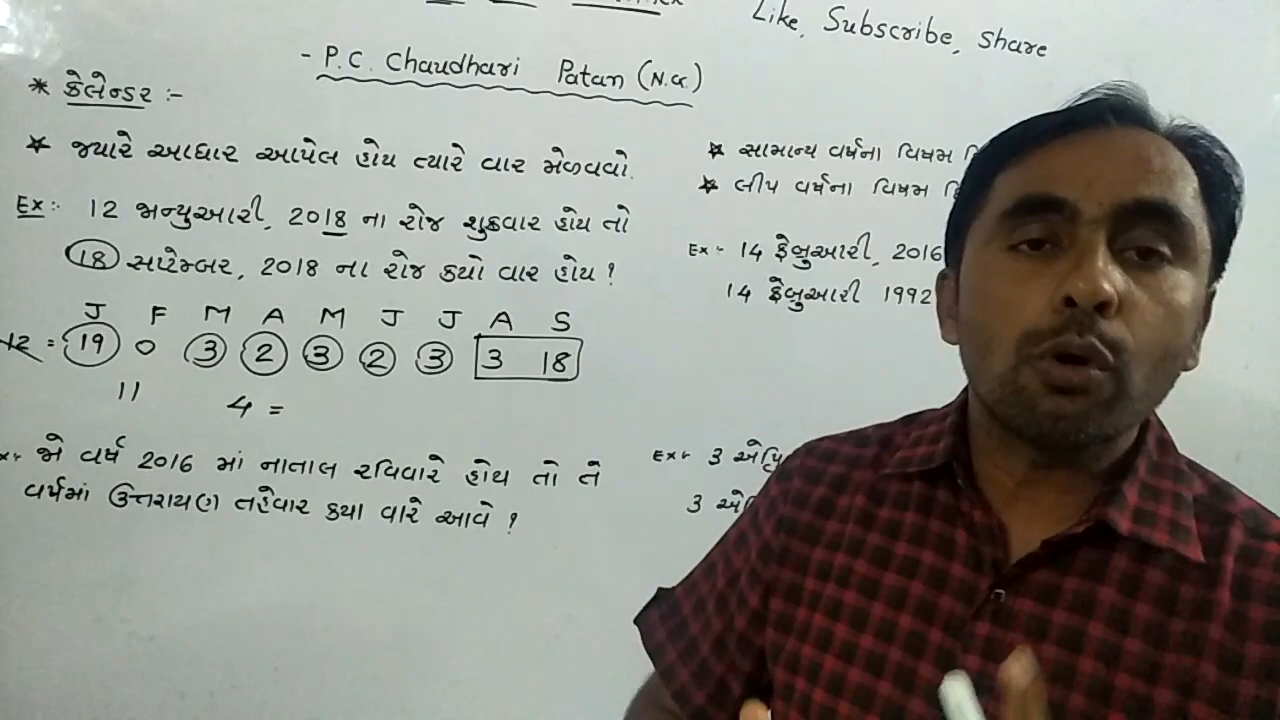 Like, Subscribe, Share
- P.C. Chaudhari Patan (N.G.)
* કેલેન્ડર :-
* જ્યારે આધાર આપેલ હોય ત્યારે વાર મેળવવો.
Ex:- 12 જાન્યુઆરી, 2018 ના રોજ શુક્રવાર હોય તો
18 સપ્ટેમ્બર, 2018 ના રોજ કયો વાર હોય ?
J F M A M J J A S
12 = 19 0 3 2 3 2 3 3 18
11 4 =
Ex:- જો વર્ષ 2016 માં નાતાલ રવિવારે હોય તો તે
વર્ષમાં ઉત્તરાયણ તહેવાર કયા વારે આવે ?
* સામાન્ય વર્ષના વિષમ
* લીપ વર્ષના વિષમ
Ex:- 14 ફેબ્રુઆરી, 2016
14 ફેબ્રુઆરી 1992
Ex:- 3
3